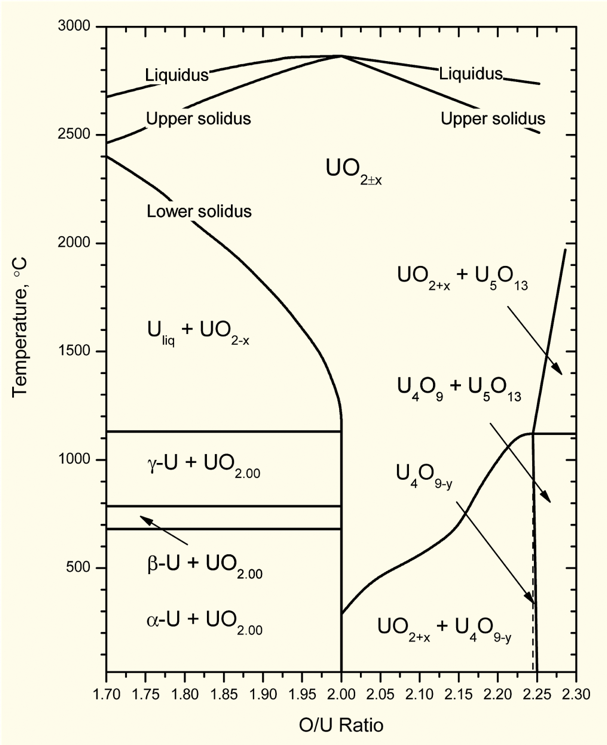 3000
Liquidus
Liquidus
Upper solidus
Upper solidus
2500
UO₂±ₓ
Lower solidus
2000
UO₂₊ₓ + U₅O₁₃
Temperature, °C
U_liq + UO₂₋ₓ
1500
U₄O₉ + U₅O₁₃
γ-U + UO₂.₀₀
1000
U₄O₉₋y
β-U + UO₂.₀₀
500
α-U + UO₂.₀₀
UO₂₊ₓ + U₄O₉₋y
1.70 1.75 1.80 1.85 1.90 1.95 2.00 2.05 2.10 2.15 2.20 2.25 2.30
O/U Ratio